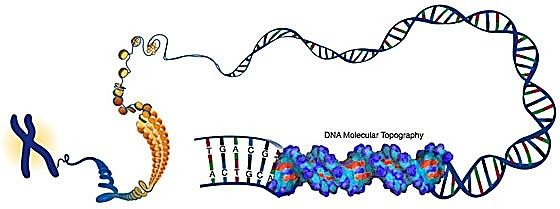 DNA Molecular Topography
T G A C G
A C T G C A